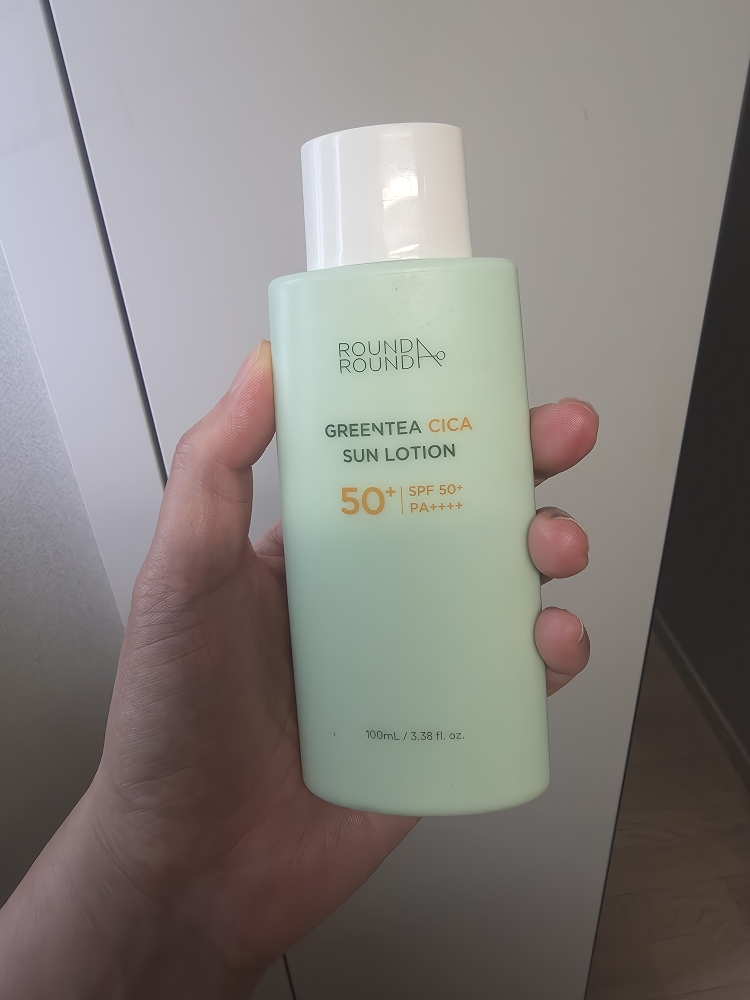 ROUND A
ROUND
GREENTEA CICA
SUN LOTION
50+
SPF 50+
PA++++
100mL / 3.38 fl. oz.